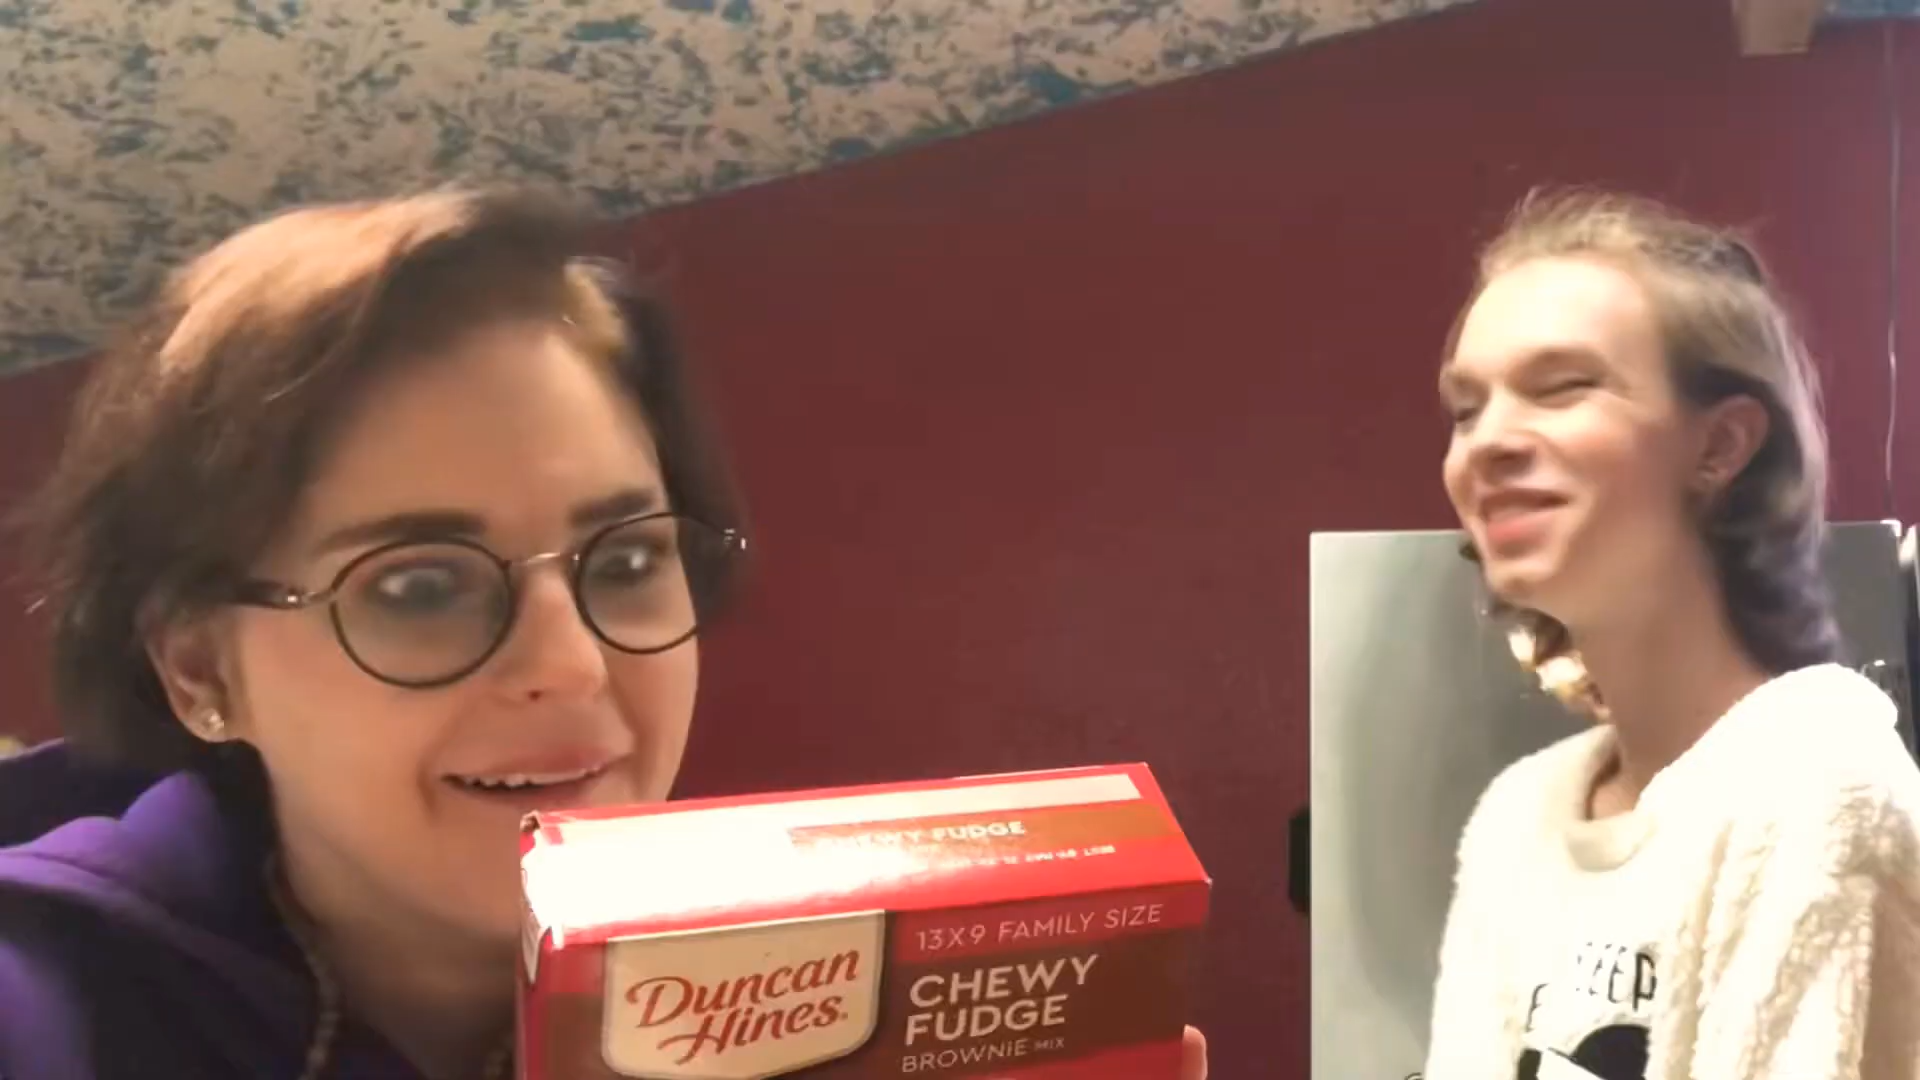 CHEWY FUDGE
13X9 FAMILY SIZE
Duncan
Hines.
CHEWY
FUDGE
BROWNIE MIX